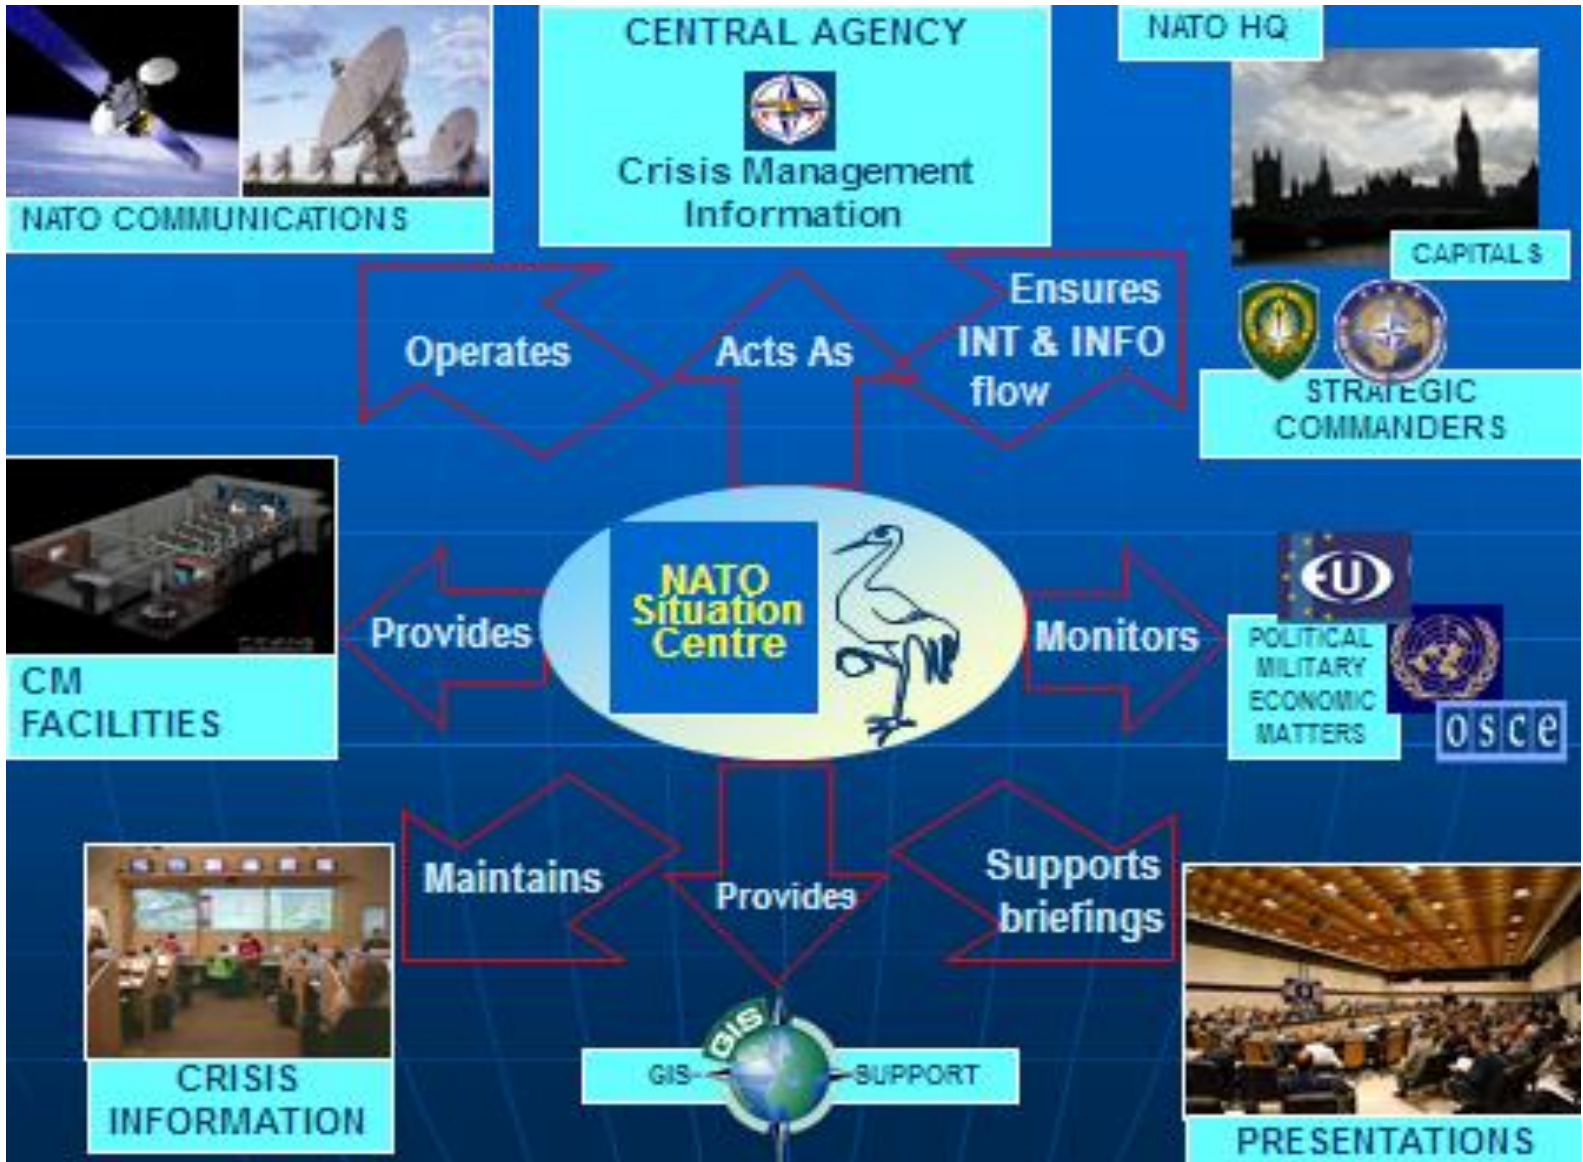 CENTRAL AGENCY
Crisis Management
Information
NATO HQ
NATO COMMUNICATIONS
CAPITALS
STRATEGIC
COMMANDERS
Operates
Acts As
Ensures
INT & INFO
flow
NATO
Situation
Centre
Provides
CM
FACILITIES
Monitors
EU
POLITICAL
MILITARY
ECONOMIC
MATTERS
osce
Maintains
Provides
Supports
briefings
CRISIS
INFORMATION
GIS
GIS SUPPORT
PRESENTATIONS